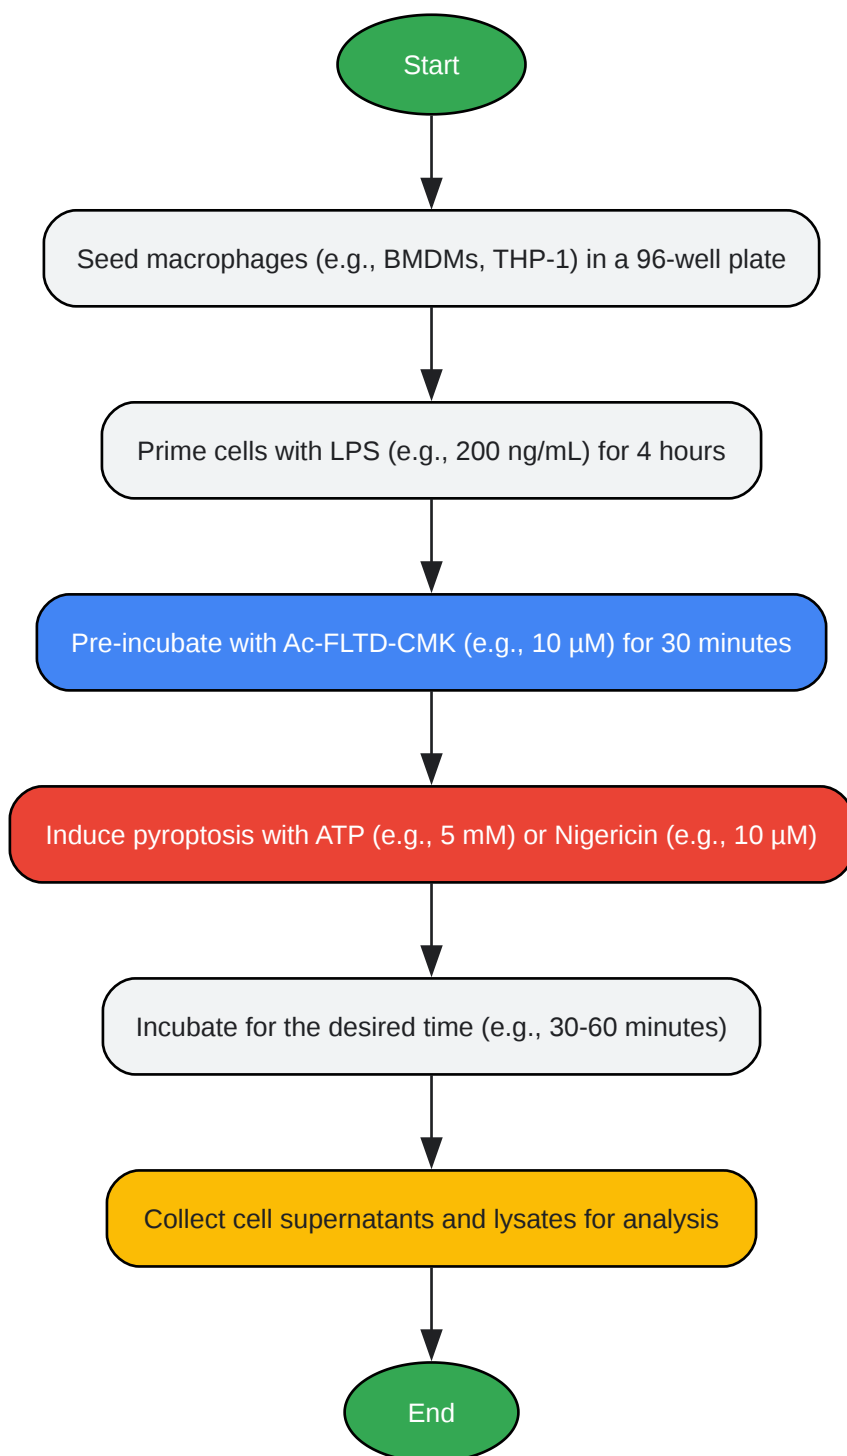 Start
Seed macrophages (e.g., BMDMs, THP-1) in a 96-well plate
Prime cells with LPS (e.g., 200 ng/mL) for 4 hours
Pre-incubate with Ac-FLTD-CMK (e.g., 10 µM) for 30 minutes
Induce pyroptosis with ATP (e.g., 5 mM) or Nigericin (e.g., 10 µM)
Incubate for the desired time (e.g., 30-60 minutes)
Collect cell supernatants and lysates for analysis
End